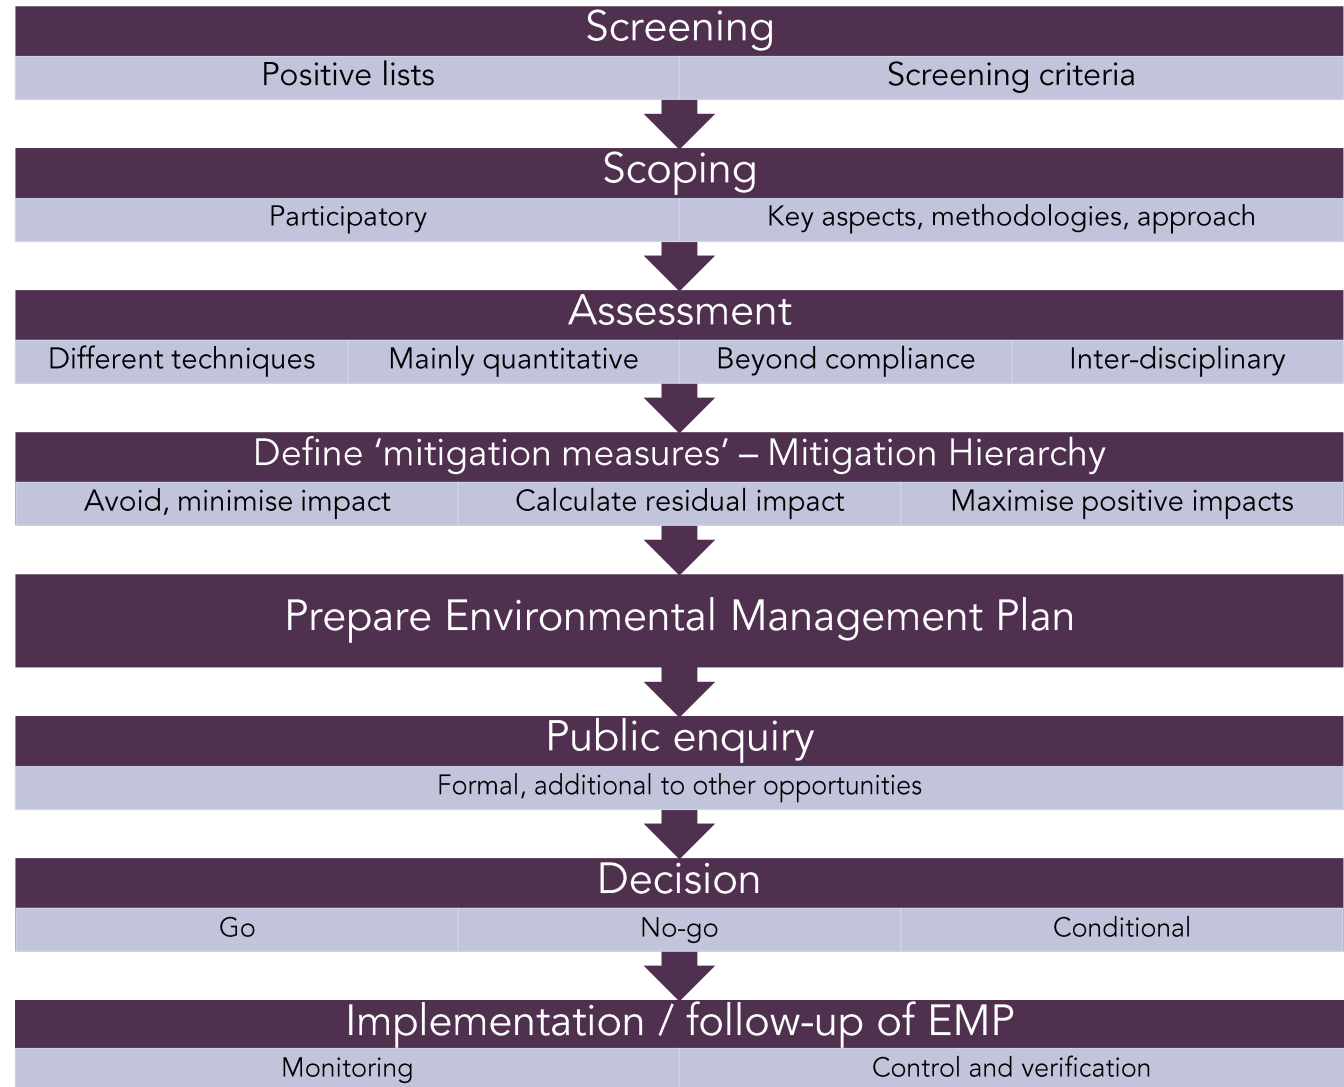 Screening
Positive lists
Screening criteria
Scoping
Participatory
Key aspects, methodologies, approach
Assessment
Different techniques
Mainly quantitative
Beyond compliance
Inter-disciplinary
Define ‘mitigation measures’ – Mitigation Hierarchy
Avoid, minimise impact
Calculate residual impact
Maximise positive impacts
Prepare Environmental Management Plan
Public enquiry
Formal, additional to other opportunities
Decision
Go
No-go
Conditional
Implementation / follow-up of EMP
Monitoring
Control and verification